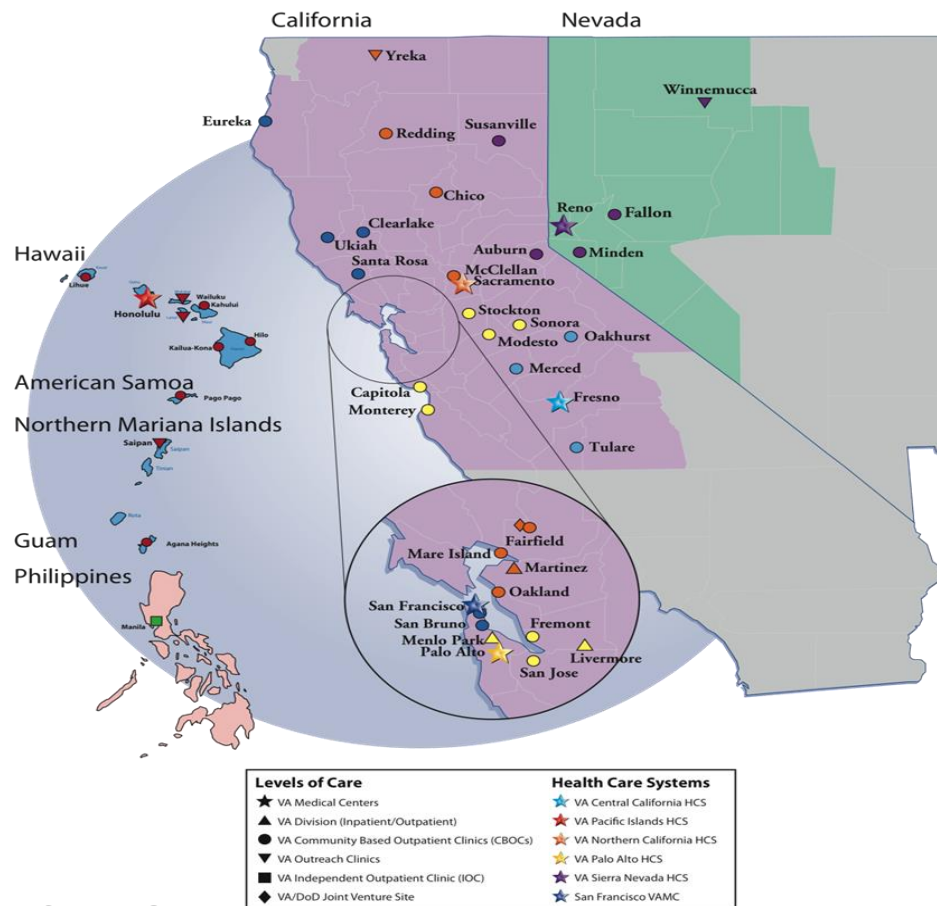 California
Nevada
Yreka
Winnemucca
Eureka
Redding
Susanville
Chico
Reno
Fallon
Clearlake
Ukiah
Auburn
Minden
Santa Rosa
McClellan
Sacramento
Stockton
Sonora
Modesto
Oakhurst
Merced
Capitola
Monterey
Fresno
Tulare
Hawaii
Lihue
Honolulu
Wailuku
Kahului
Hilo
Kailua-Kona
American Samoa
Pago Pago
Northern Mariana Islands
Saipan
Saipan
Tinian
Rota
Guam
Agana Heights
Philippines
Manila
Fairfield
Mare Island
Martinez
Oakland
San Francisco
San Bruno
Fremont
Menlo Park
Palo Alto
Livermore
San Jose
Levels of Care
VA Medical Centers
VA Division (Inpatient/Outpatient)
VA Community Based Outpatient Clinics (CBOCs)
VA Outreach Clinics
VA Independent Outpatient Clinic (IOC)
VA/DoD Joint Venture Site
Health Care Systems
VA Central California HCS
VA Pacific Islands HCS
VA Northern California HCS
VA Palo Alto HCS
VA Sierra Nevada HCS
San Francisco VAMC